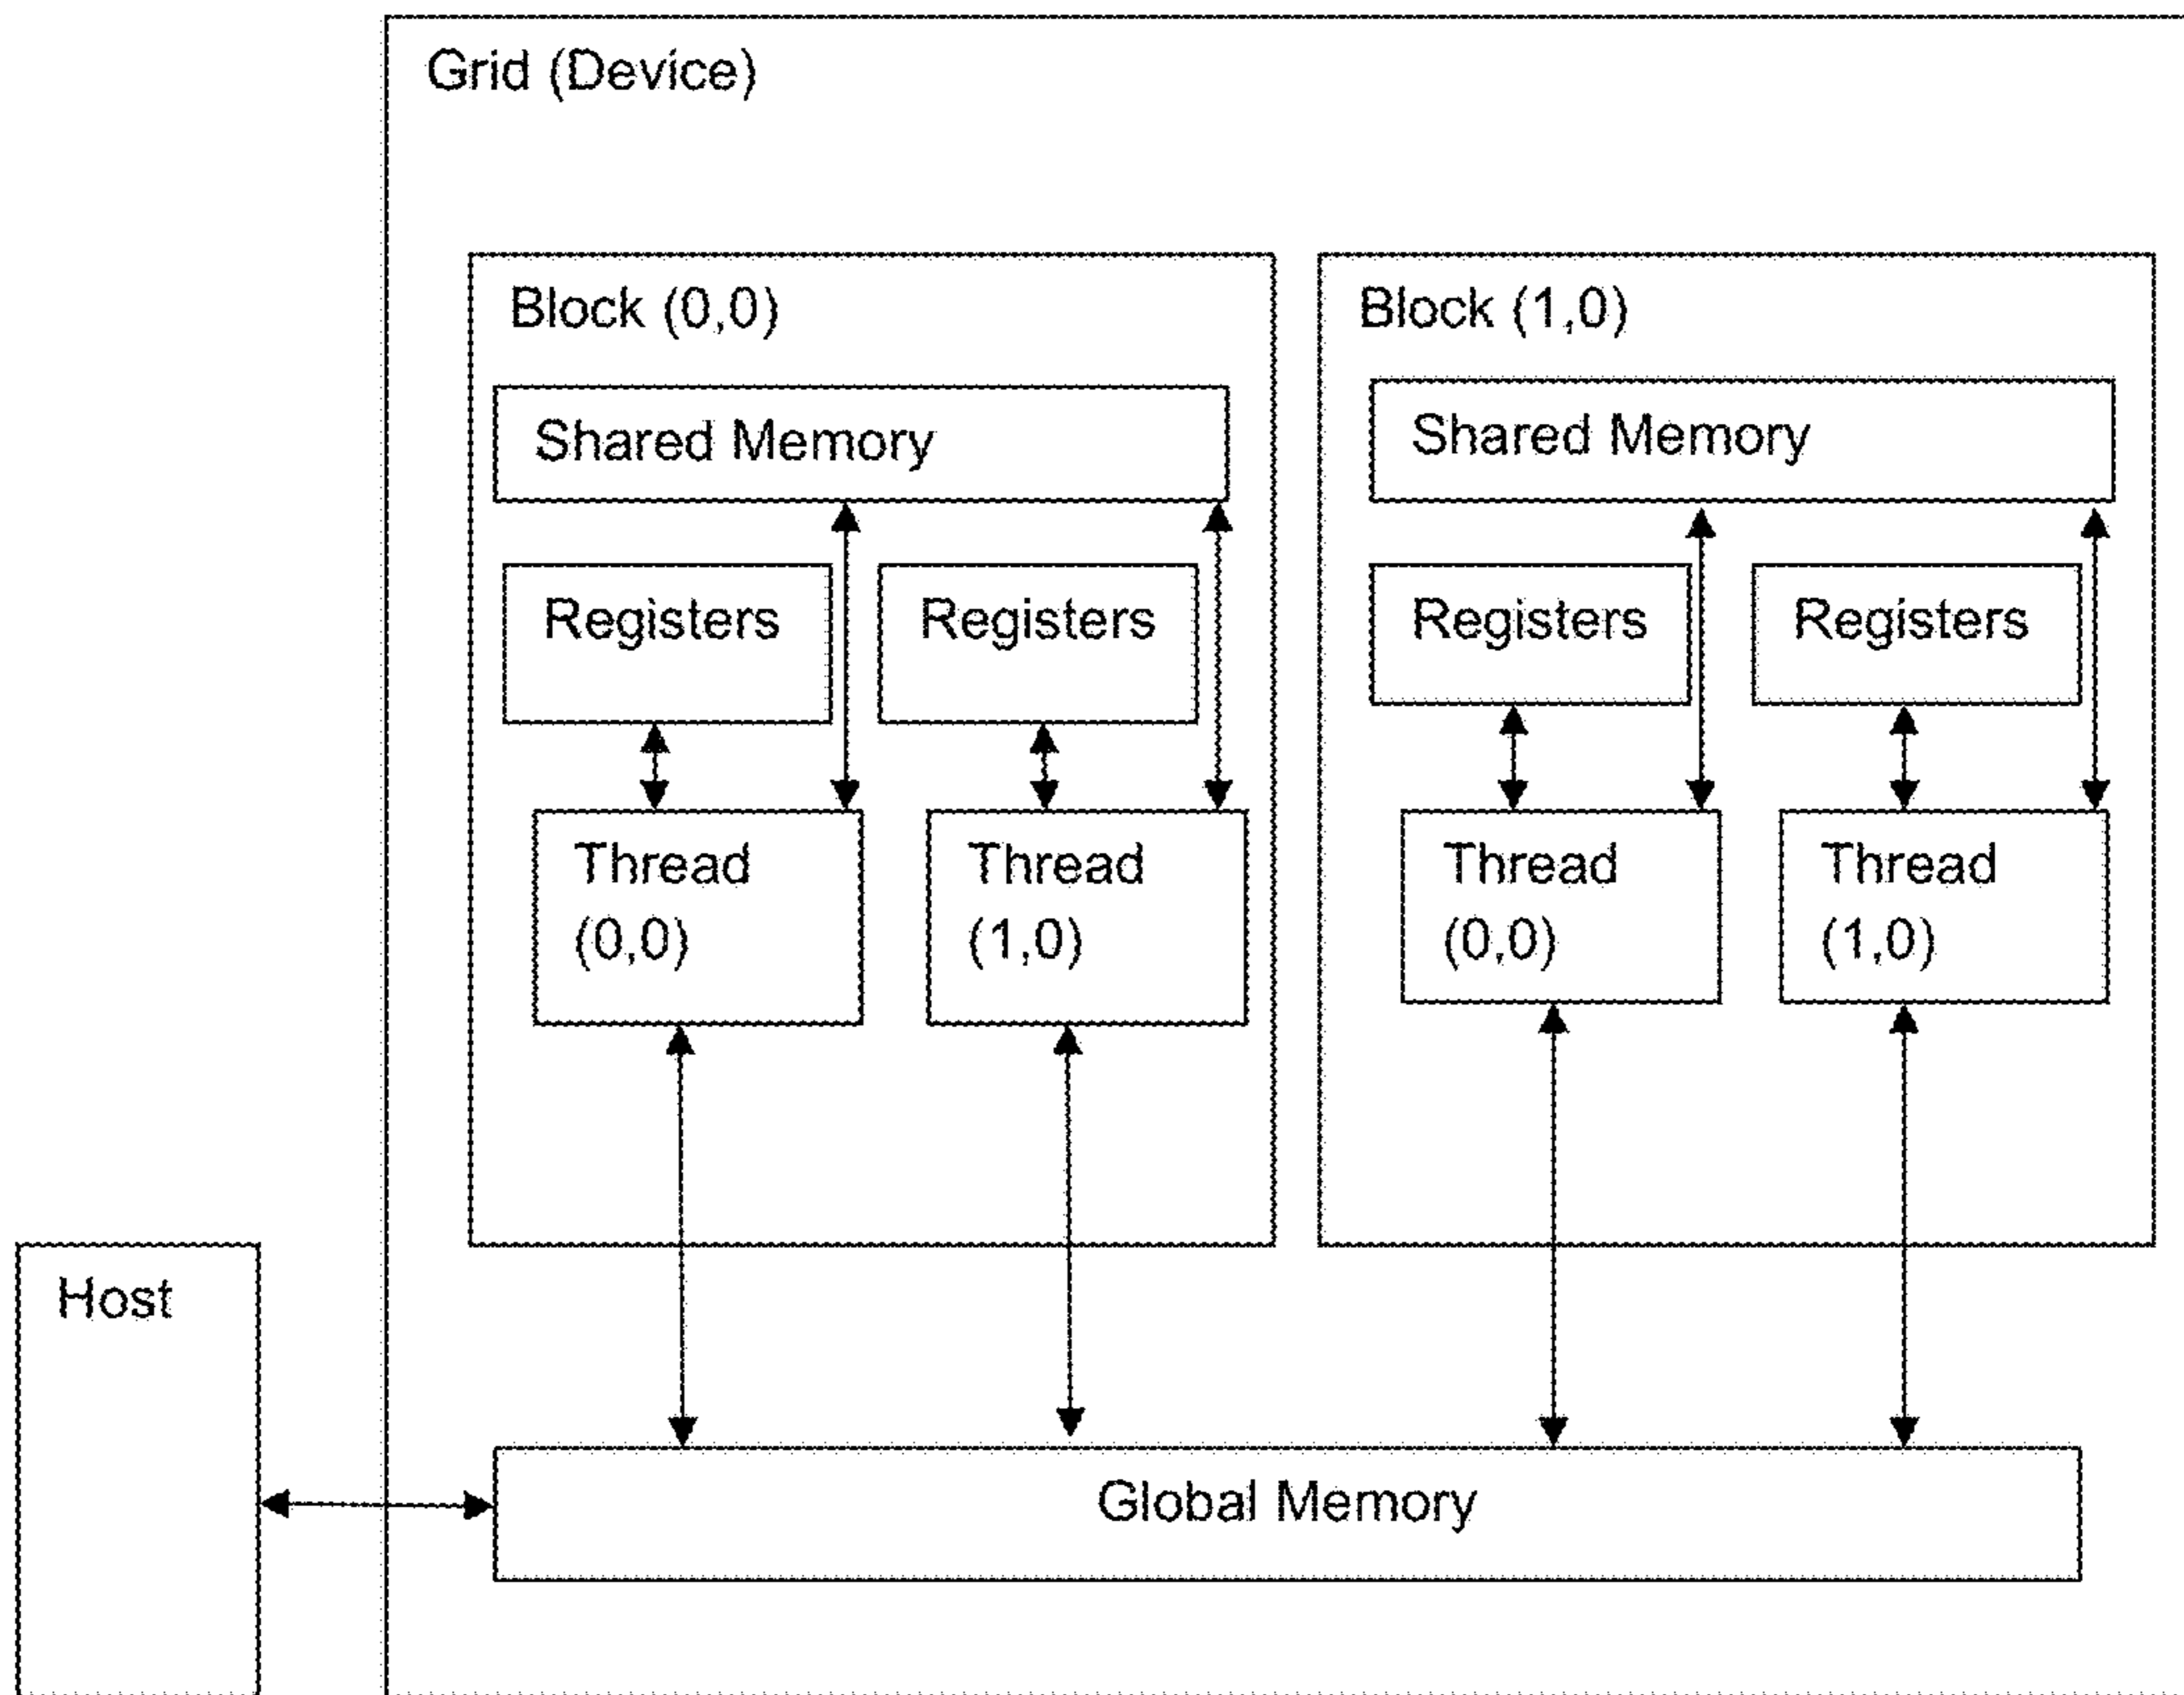 Grid (Device)
Block (0,0)
Shared Memory
Registers
Registers
Thread
(0,0)
Thread
(1,0)
Block (1,0)
Shared Memory
Registers
Registers
Thread
(0,0)
Thread
(1,0)
Host
Global Memory